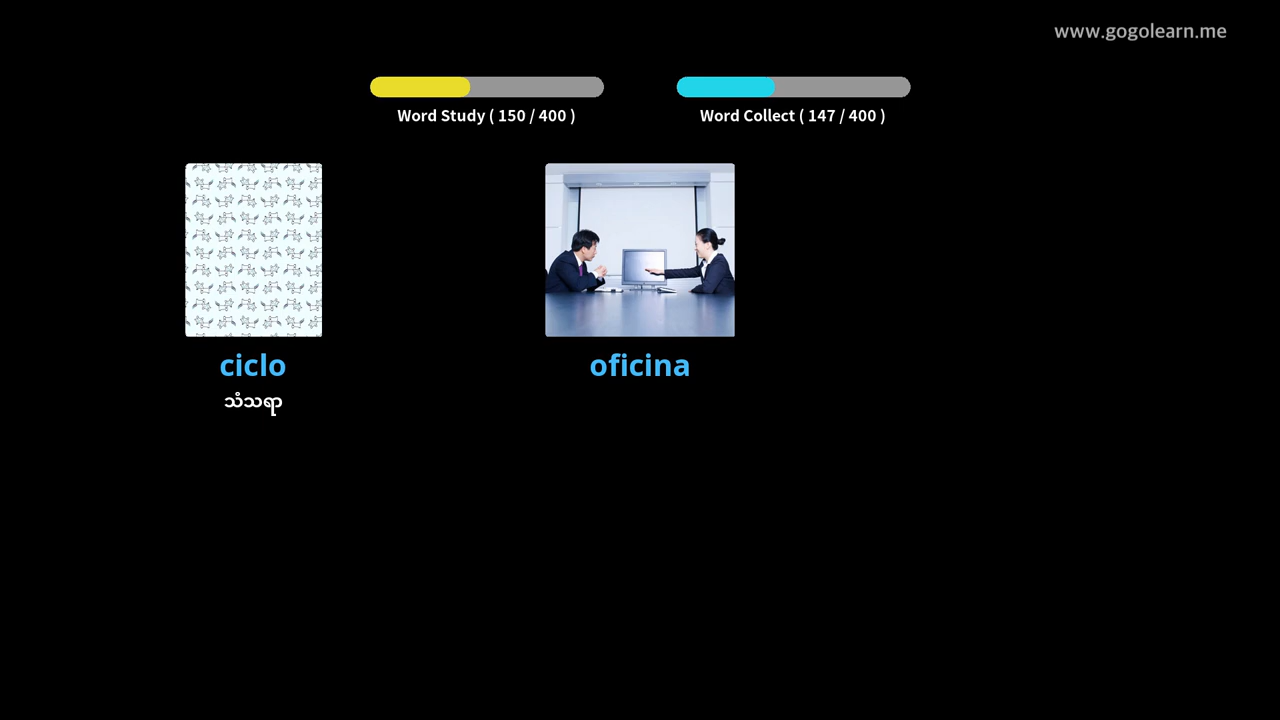 www.gogolearn.me
Word Study ( 150 / 400 )
Word Collect ( 147 / 400 )
ciclo
oficina
သံသရာ